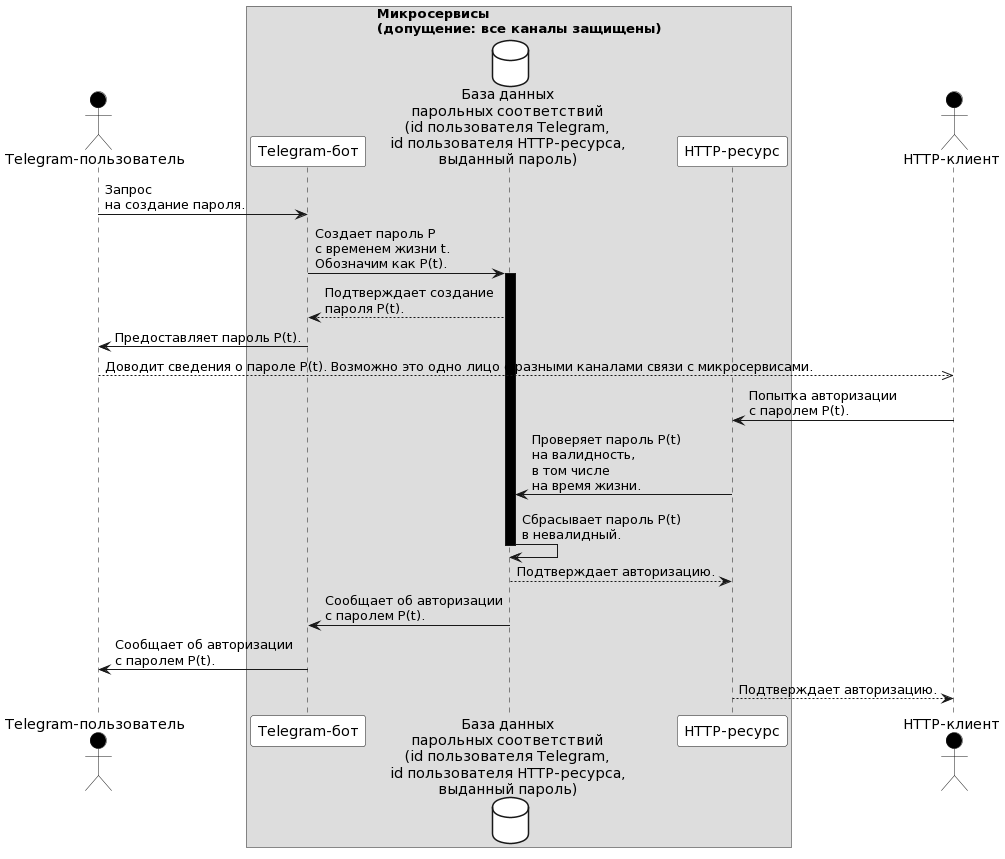 Микросервисы
(допущение: все каналы защищены)
База данных
парольных соответствий
(id пользователя Telegram,
id пользователя HTTP-ресурса,
выданный пароль)
Telegram-пользователь
Telegram-бот
HTTP-ресурс
HTTP-клиент
Запрос
на создание пароля.
Создает пароль P
с временем жизни t.
Обозначим как P(t).
Подтверждает создание
пароля P(t).
Предоставляет пароль P(t).
Доводит сведения о пароле P(t). Возможно это одно лицо с разными каналами связи с микросервисами.
Попытка авторизации
с паролем P(t).
Проверяет пароль P(t)
на валидность,
в том числе
на время жизни.
Сбрасывает пароль P(t)
в невалидный.
Подтверждает авторизацию.
Сообщает об авторизации
с паролем P(t).
Сообщает об авторизации
с паролем P(t).
Подтверждает авторизацию.
Telegram-пользователь
Telegram-бот
База данных
парольных соответствий
(id пользователя Telegram,
id пользователя HTTP-ресурса,
выданный пароль)
HTTP-ресурс
HTTP-клиент